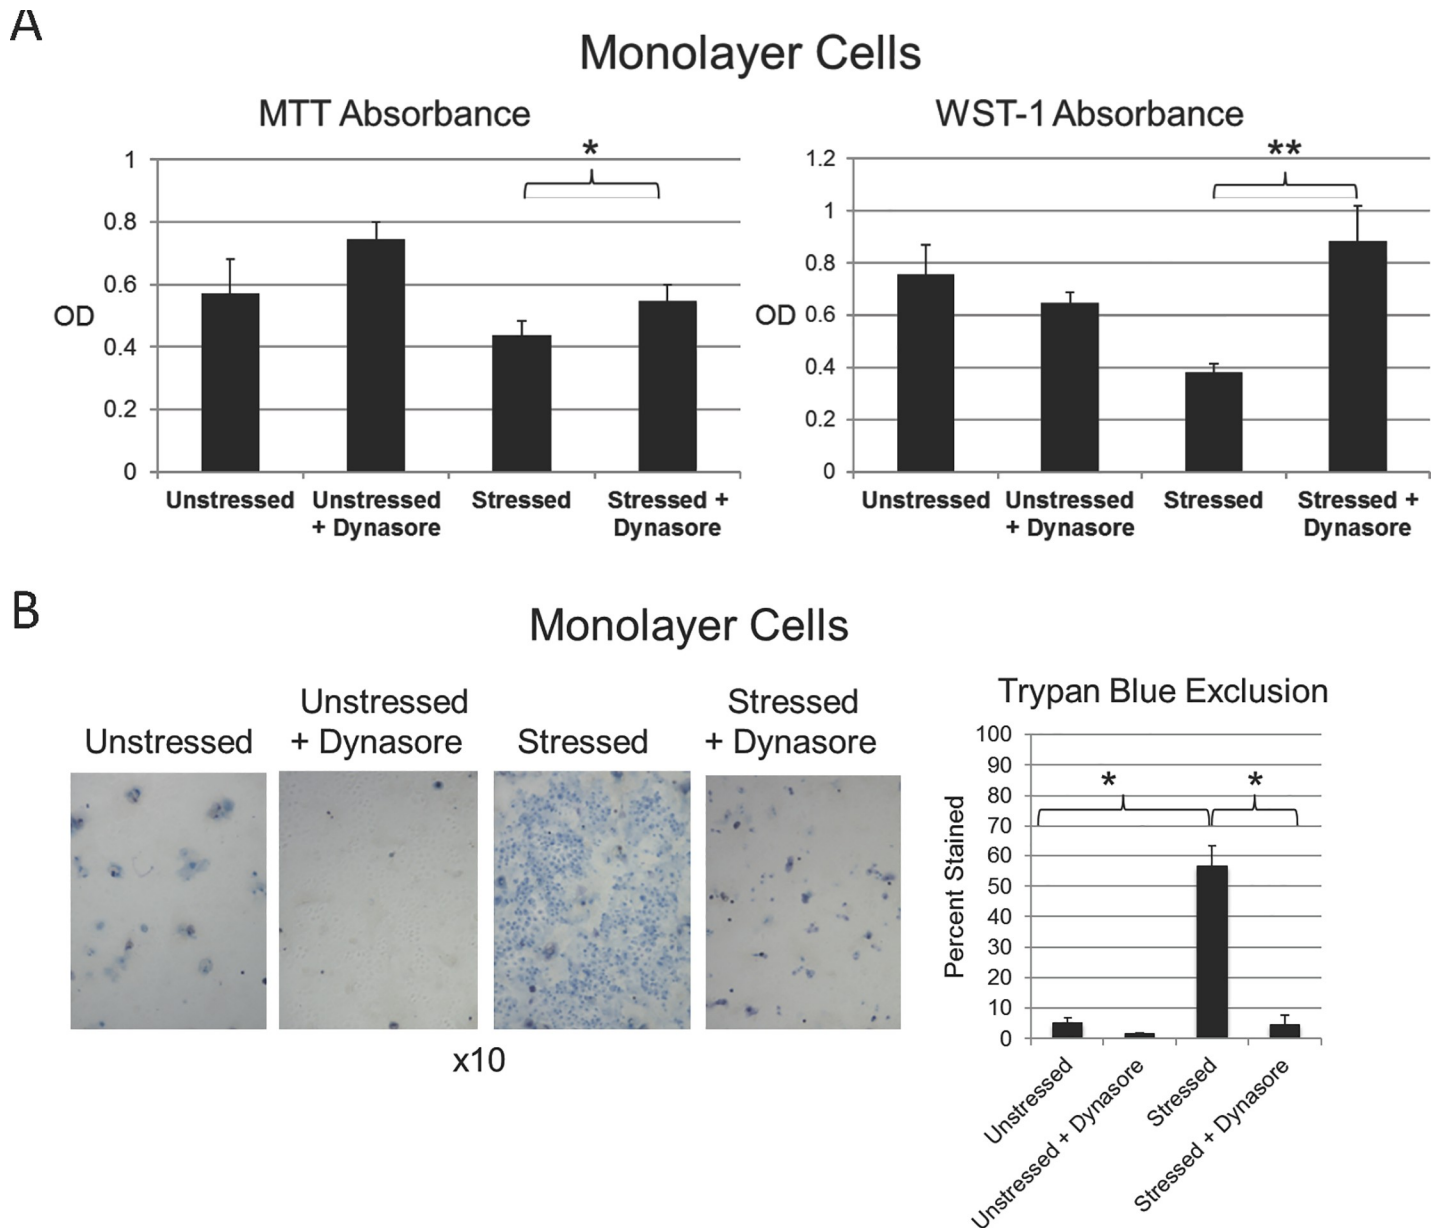 A
Monolayer Cells
MTT Absorbance
*
1
0.8
0.6
0.4
0.2
0
OD
Unstressed
Unstressed
+ Dynasore
Stressed
Stressed +
Dynasore
WST-1 Absorbance
**
1.2
1
0.8
0.6
0.4
0.2
0
OD
Unstressed
Unstressed
+ Dynasore
Stressed
Stressed +
Dynasore
B
Monolayer Cells
Unstressed
Unstressed
+ Dynasore
Stressed
Stressed
+ Dynasore
x10
Trypan Blue Exclusion
100
90
80
70
60
50
40
30
20
10
0
* *
Percent Stained
Unstressed
Unstressed + Dynasore
Stressed
Stressed + Dynasore